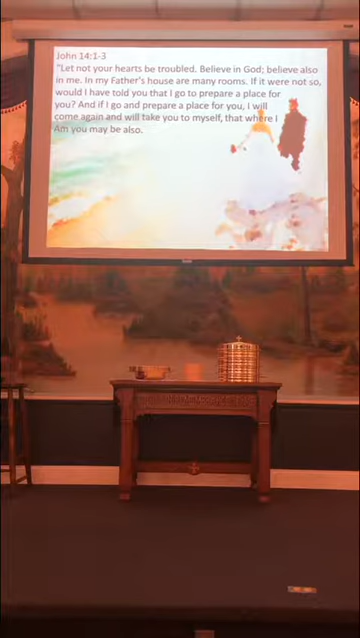 John 14:1-3
"Let not your hearts be troubled. Believe in God; believe also
in me. In my Father's house are many rooms. If it were not so,
would I have told you that I go to prepare a place for
you? And if I go and prepare a place for you, I will
come again and will take you to myself, that where I
Am you may be also.